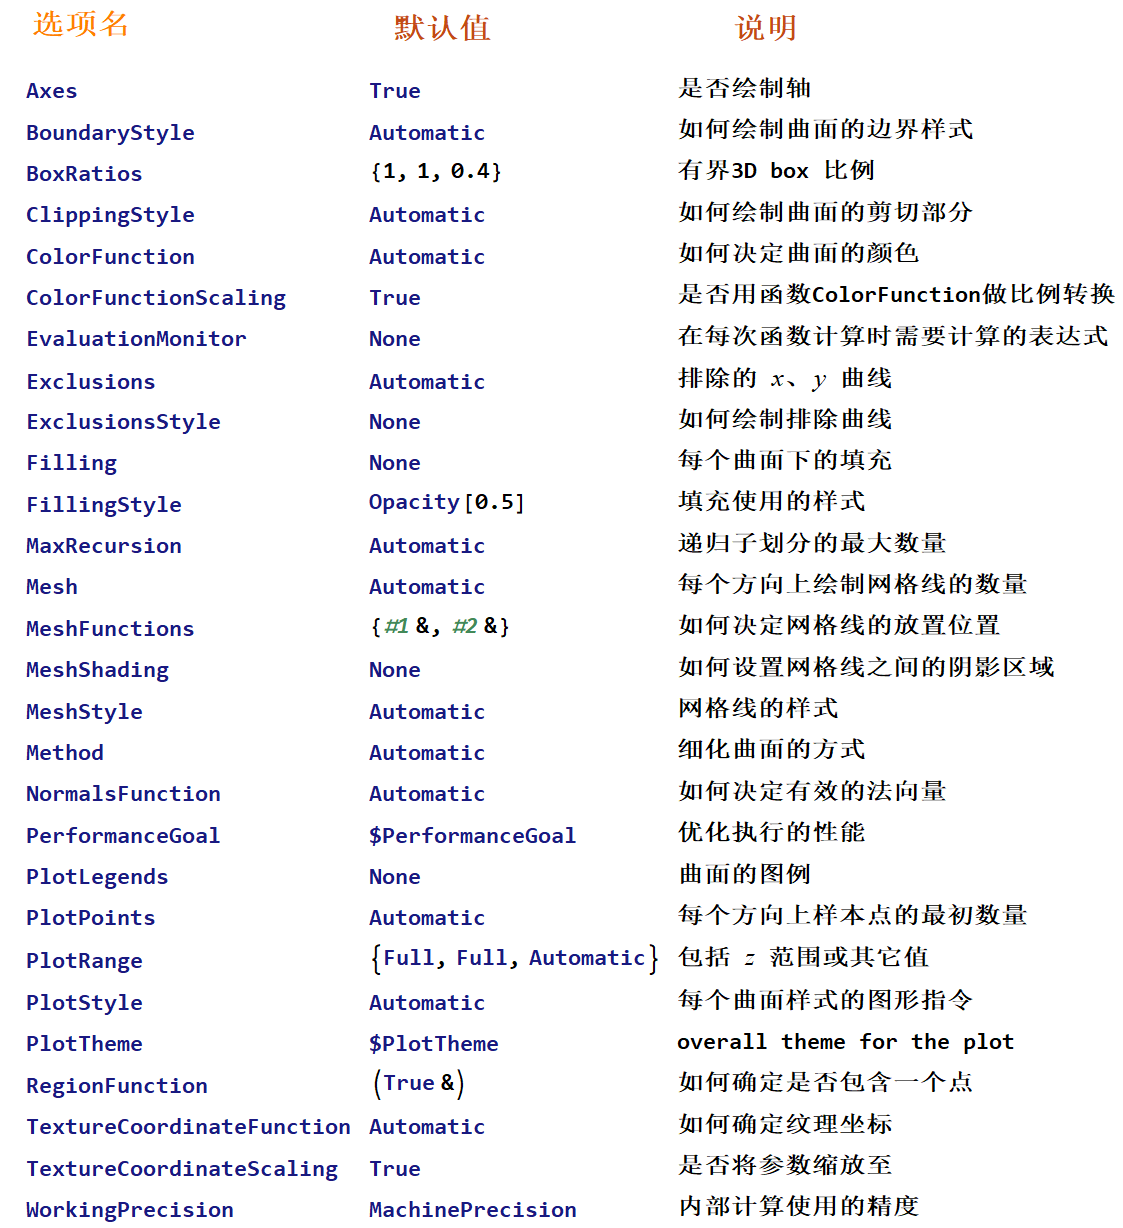 选项名 默认值 说明
Axes True 是否绘制轴
BoundaryStyle Automatic 如何绘制曲面的边界样式
BoxRatios {1, 1, 0.4} 有界3D box 比例
ClippingStyle Automatic 如何绘制曲面的剪切部分
ColorFunction Automatic 如何决定曲面的颜色
ColorFunctionScaling True 是否用函数ColorFunction做比例转换
EvaluationMonitor None 在每次函数计算时需要计算的表达式
Exclusions Automatic 排除的 x、y 曲线
ExclusionsStyle None 如何绘制排除曲线
Filling None 每个曲面下的填充
FillingStyle Opacity[0.5] 填充使用的样式
MaxRecursion Automatic 递归子划分的最大数量
Mesh Automatic 每个方向上绘制网格线的数量
MeshFunctions {#1 &, #2 &} 如何决定网格线的放置位置
MeshShading None 如何设置网格线之间的阴影区域
MeshStyle Automatic 网格线的样式
Method Automatic 细化曲面的方式
NormalsFunction Automatic 如何决定有效的法向量
PerformanceGoal $PerformanceGoal 优化执行的性能
PlotLegends None 曲面的图例
PlotPoints Automatic 每个方向上样本点的最初数量
PlotRange {Full, Full, Automatic} 包括 z 范围或其它值
PlotStyle Automatic 每个曲面样式的图形指令
PlotTheme $PlotTheme overall theme for the plot
RegionFunction (True &) 如何确定是否包含一个点
TextureCoordinateFunction Automatic 如何确定纹理坐标
TextureCoordinateScaling True 是否将参数缩放至
WorkingPrecision MachinePrecision 内部计算使用的精度